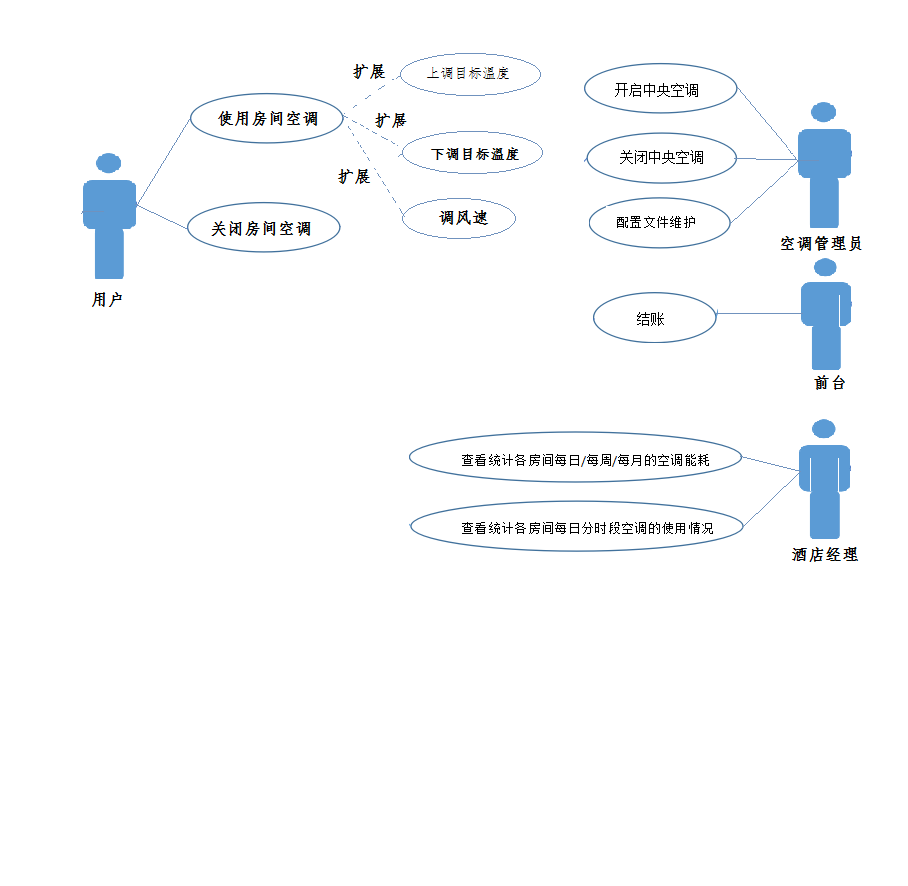 扩展
上调目标温度
使用房间空调
扩展
下调目标温度
扩展
调风速
关闭房间空调
用户
开启中央空调
关闭中央空调
配置文件维护
空调管理员
结账
前台
查看统计各房间每日/每周/每月的空调能耗
查看统计各房间每日分时段空调的使用情况
酒店经理